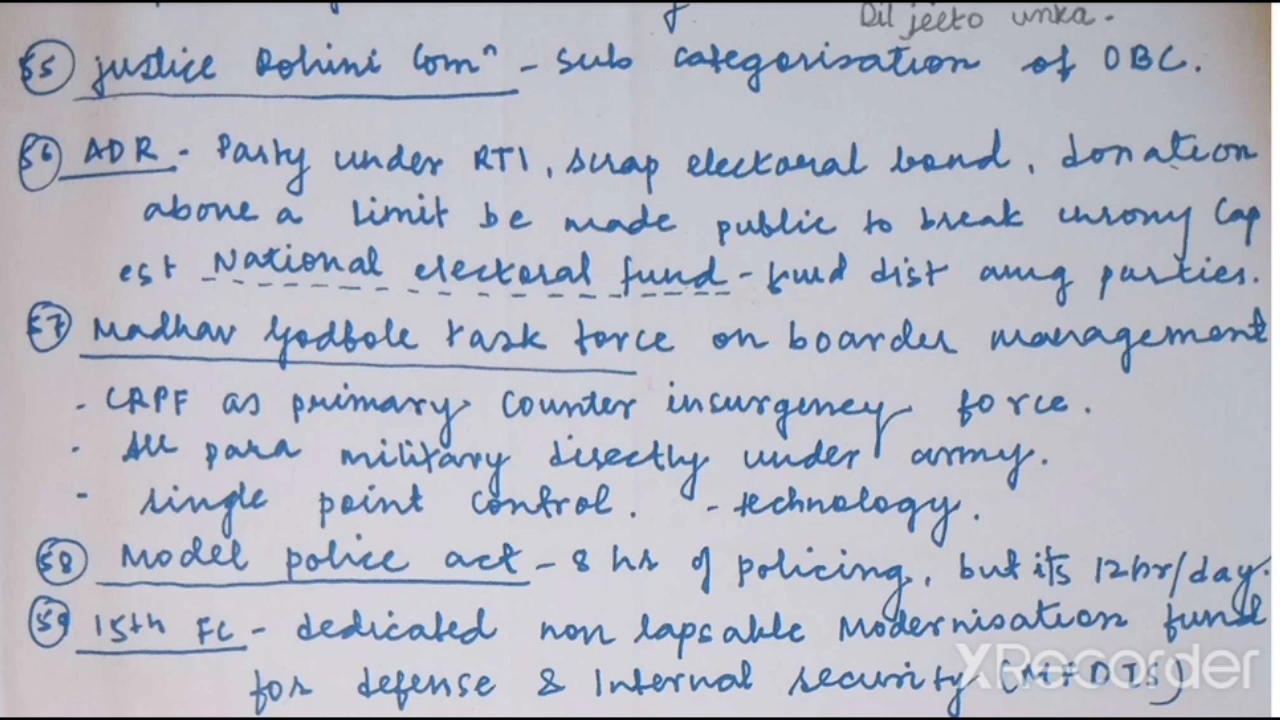 Dil jeeto unka.
55 Justice Rohini Comⁿ - Sub categorisation of OBC.
56 ADR - Party under RTI, scrap electoral bond, donation
above a limit be made public to break chrony Cap
est National electoral fund - fund dist amg parties.
57 Madhav Godbole task force on boarder management
- CRPF as primary counter insurgency force.
- All para military directly under army.
- single point control. - technology.
58 Model police act - 8 hr of policing, but its 12hr/day.
59 15th FC - dedicated non lapsable Modernisation fund
for defense & Internal security (MFDIS)
XRecorder